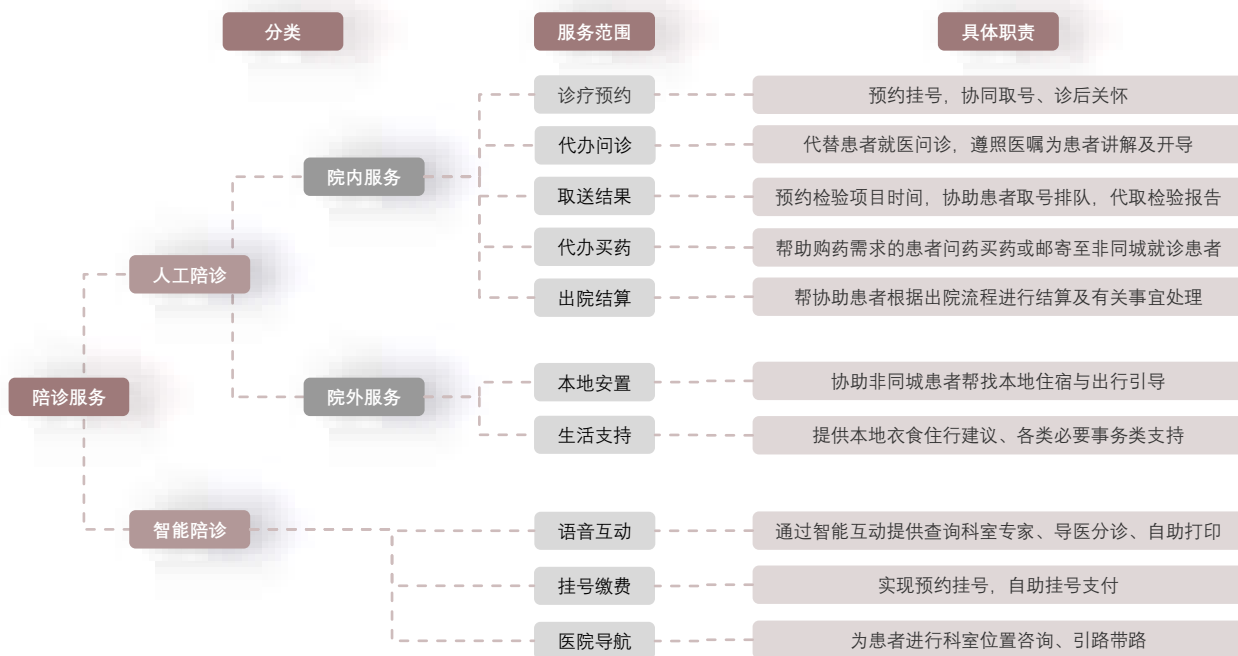 分类
服务范围
具体职责
诊疗预约
预约挂号，协同取号、诊后关怀
代办问诊
代替患者就医问诊，遵照医嘱为患者讲解及开导
院内服务
取送结果
预约检验项目时间，协助患者取号排队，代取检验报告
代办买药
帮助购药需求的患者问药买药或邮寄至非同城就诊患者
人工陪诊
出院结算
帮协助患者根据出院流程进行结算及有关事宜处理
陪诊服务
院外服务
本地安置
协助非同城患者帮找本地住宿与出行引导
生活支持
提供本地衣食住行建议、各类必要事务类支持
智能陪诊
语音互动
通过智能互动提供查询科室专家、导医分诊、自助打印
挂号缴费
实现预约挂号，自助挂号支付
医院导航
为患者进行科室位置咨询、引路带路